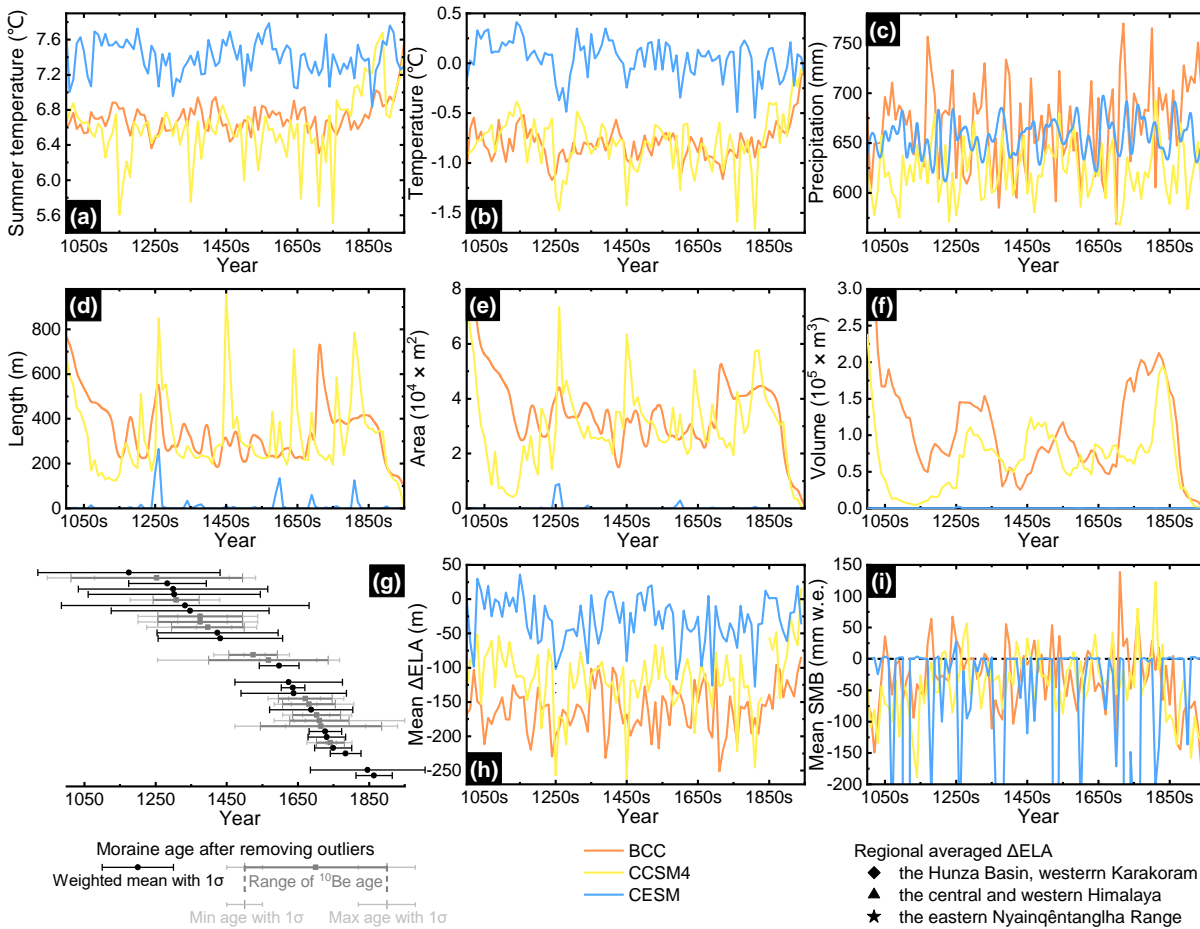 Summer temperature (℃)
7.6
7.2
6.8
6.4
6.0
5.6
(a)
1050s 1250s 1450s 1650s 1850s
Year
Temperature (℃)
0.5
0.0
-0.5
-1.0
-1.5
(b)
1050s 1250s 1450s 1650s 1850s
Year
Precipitation (mm)
750
700
650
600
(c)
1050s 1250s 1450s 1650s 1850s
Year
Length (m)
800
600
400
200
0
(d)
1050s 1250s 1450s 1650s 1850s
Year
Area (10⁴ × m²)
8
6
4
2
0
(e)
1050s 1250s 1450s 1650s 1850s
Year
Volume (10⁵ × m³)
3.0
2.5
2.0
1.5
1.0
0.5
0.0
(f)
1050s 1250s 1450s 1650s 1850s
Year
(g)
1050 1250 1450 1650 1850
Year
Mean ΔELA (m)
50
0
-50
-100
-150
-200
-250
(h)
1050s 1250s 1450s 1650s 1850s
Year
Mean SMB (mm w.e.)
150
100
50
0
-50
-100
-150
-200
(i)
1050s 1250s 1450s 1650s 1850s
Year
Moraine age after removing outliers
Weighted mean with 1σ
Range of ¹⁰Be age
Min age with 1σ
Max age with 1σ
BCC
CCSM4
CESM
Regional averaged ΔELA
the Hunza Basin, westerrn Karakoram
the central and western Himalaya
the eastern Nyainqêntanglha Range